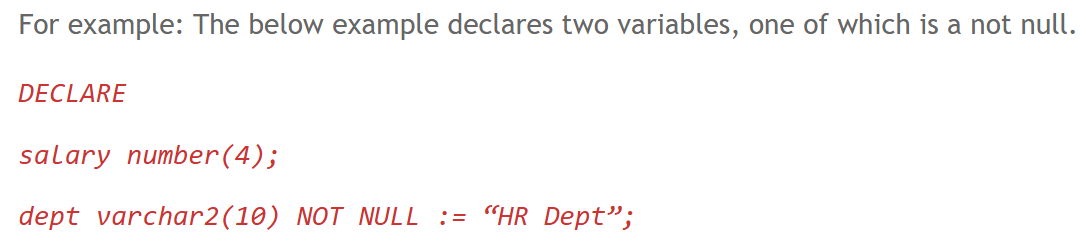 For example: The below example declares two variables, one of which is a not null.
DECLARE
salary number(4);
dept varchar2(10) NOT NULL := “HR Dept”;